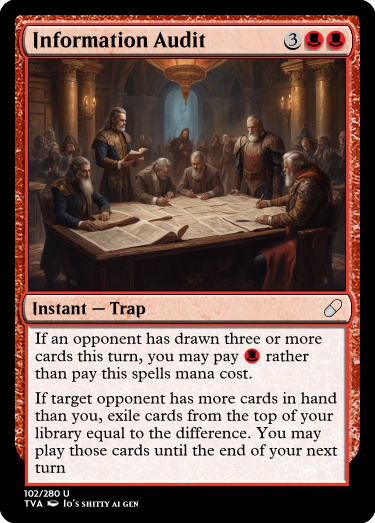 Information Audit 3
Instant — Trap
If an opponent has drawn three or more
cards this turn, you may pay rather
than pay this spells mana cost.
If target opponent has more cards in hand
than you, exile cards from the top of your
library equal to the difference. You may
play those cards until the end of your next
turn
102/280 U
TVA Io's shitty ai gen